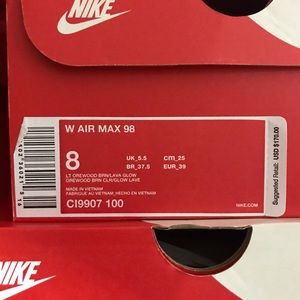 NIKE
W AIR MAX 98
8
UK_5.5
cm_25
BR_37.5
EUR_39
LT OREWOOD BRN/LAVA GLOW
OREWOOD BRN CLR/GLOW LAVE
MADE IN VIETNAM
FABRIQUE AU VIETNAM_HECHO EN VIETNAM
CI9907 100
NIKE.COM
Suggested Retail: USD $170.00
NIKE